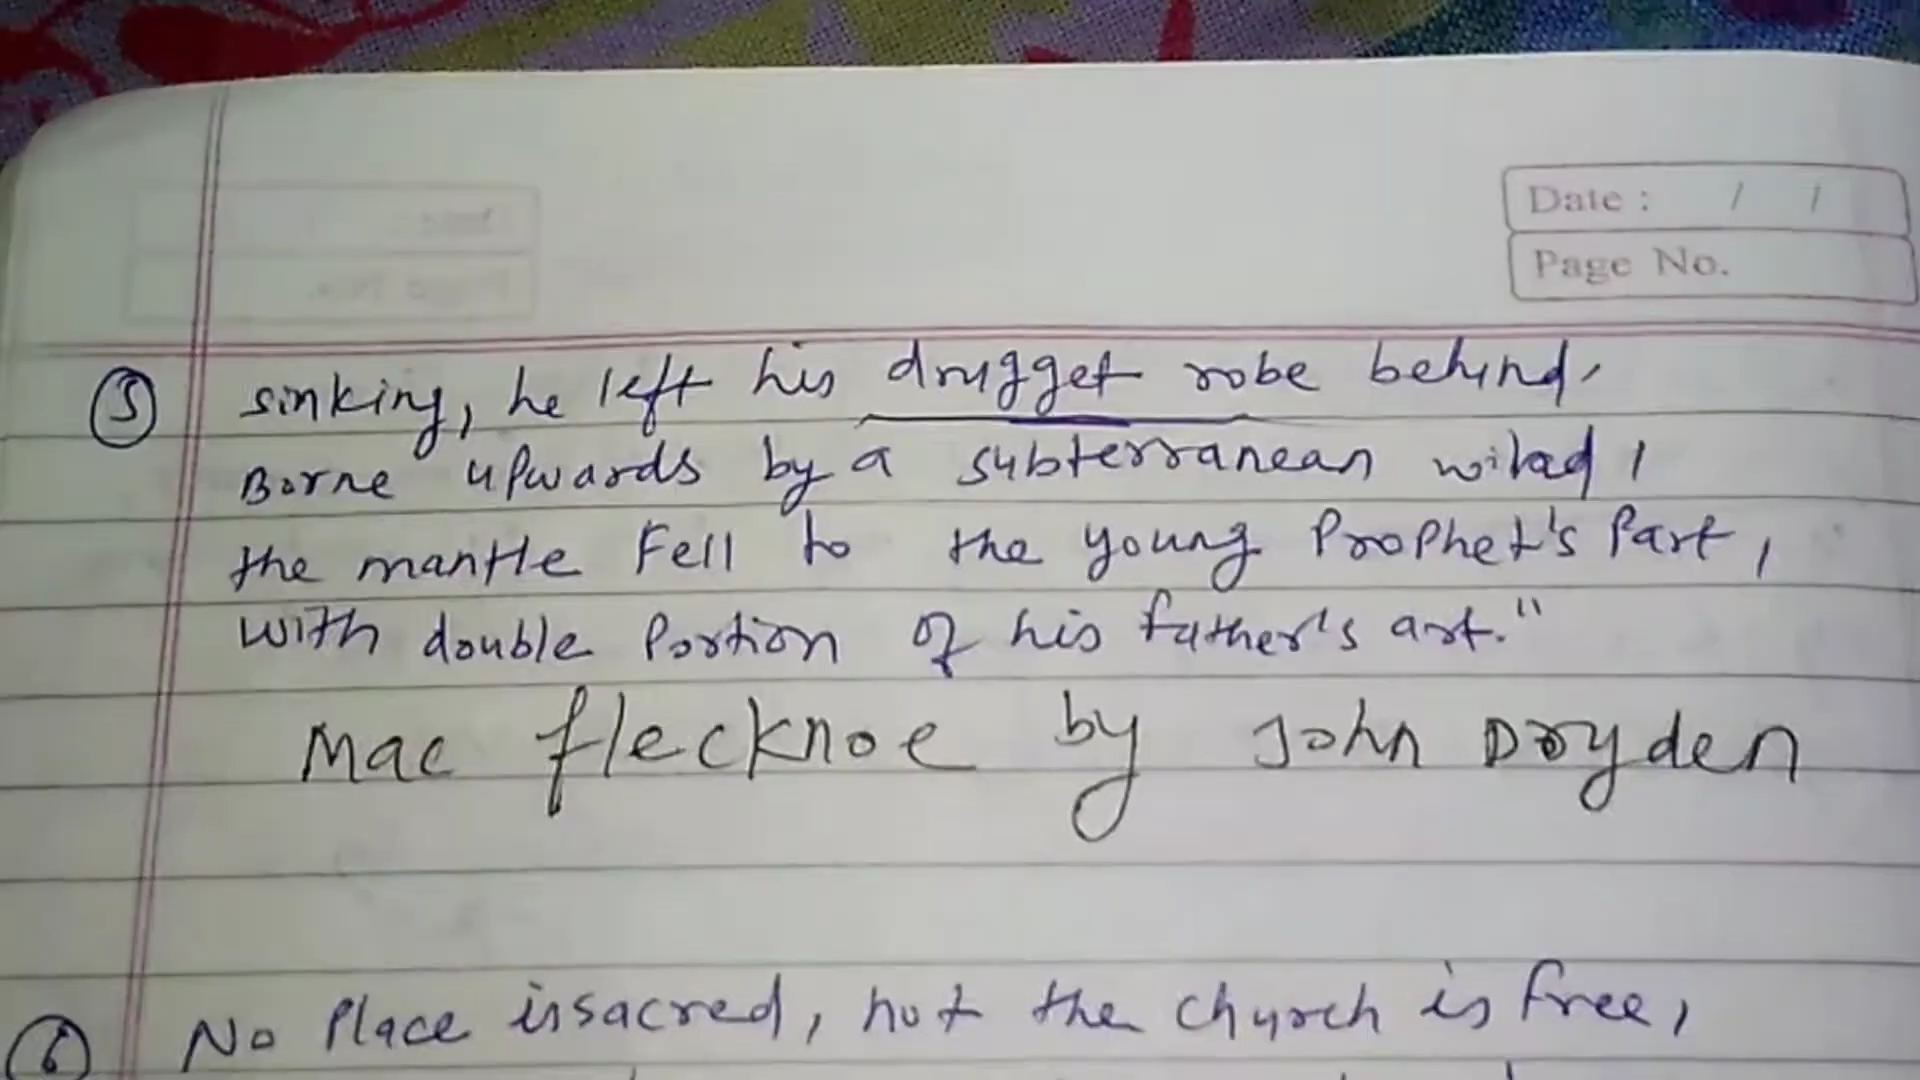 Date : / /
Page No.
⑤ sinking, he left his drugget robe behind,
Borne upwards by a subterranean wind,
the mantle Fell to the young Prophet's Part,
with double Portion of his father's art."
Mac flecknoe by John Dryden
⑥ No Place is sacred, not the church is free,